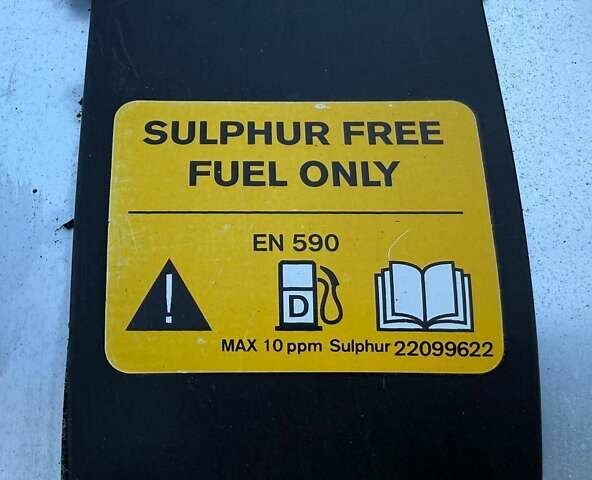 SULPHUR FREE
FUEL ONLY
EN 590
D
MAX 10 ppm Sulphur 22099622